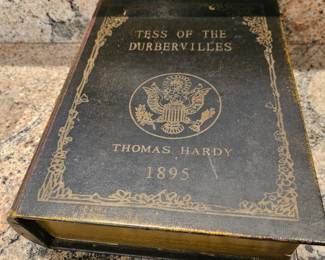 TESS OF THE
DURBERVILLES
THOMAS HARDY
1895